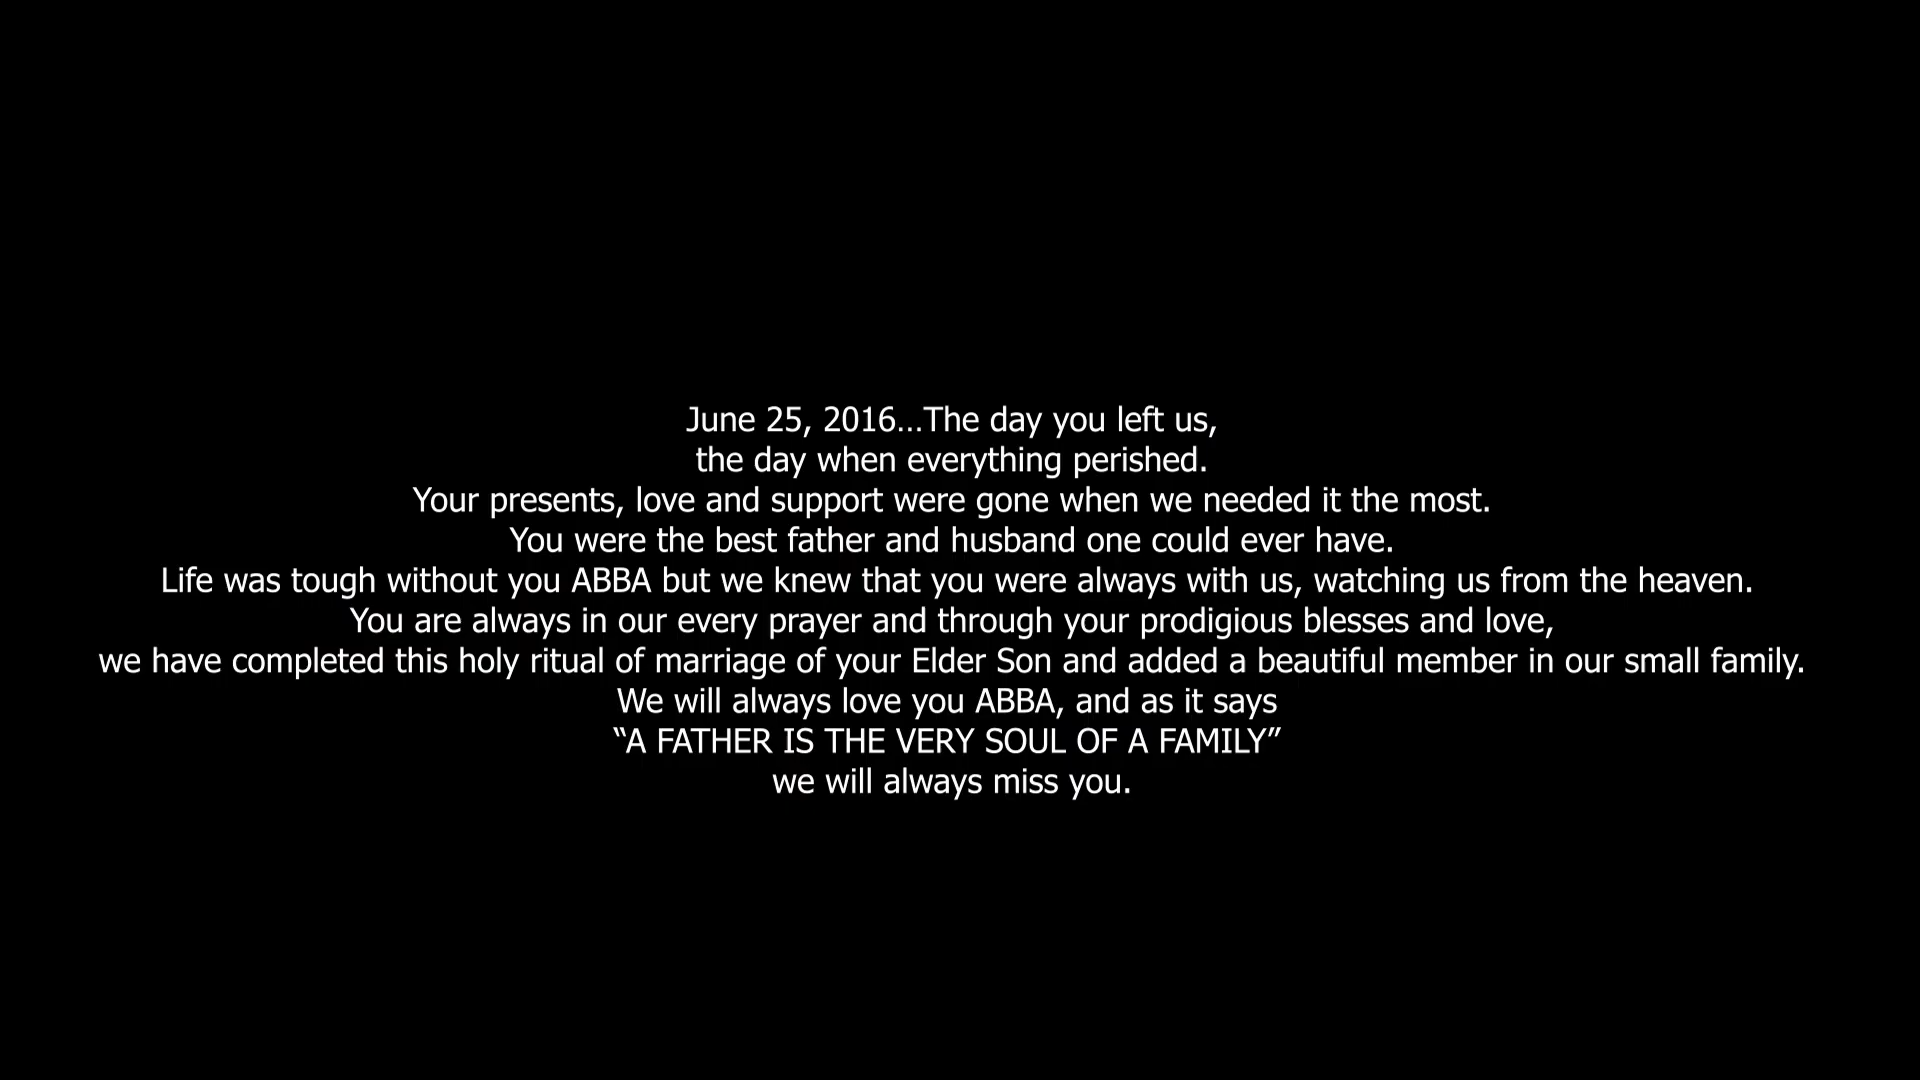 June 25, 2016...The day you left us,
the day when everything perished.
Your presents, love and support were gone when we needed it the most.
You were the best father and husband one could ever have.
Life was tough without you ABBA but we knew that you were always with us, watching us from the heaven.
You are always in our every prayer and through your prodigious blesses and love,
we have completed this holy ritual of marriage of your Elder Son and added a beautiful member in our small family.
We will always love you ABBA, and as it says
“A FATHER IS THE VERY SOUL OF A FAMILY”
we will always miss you.